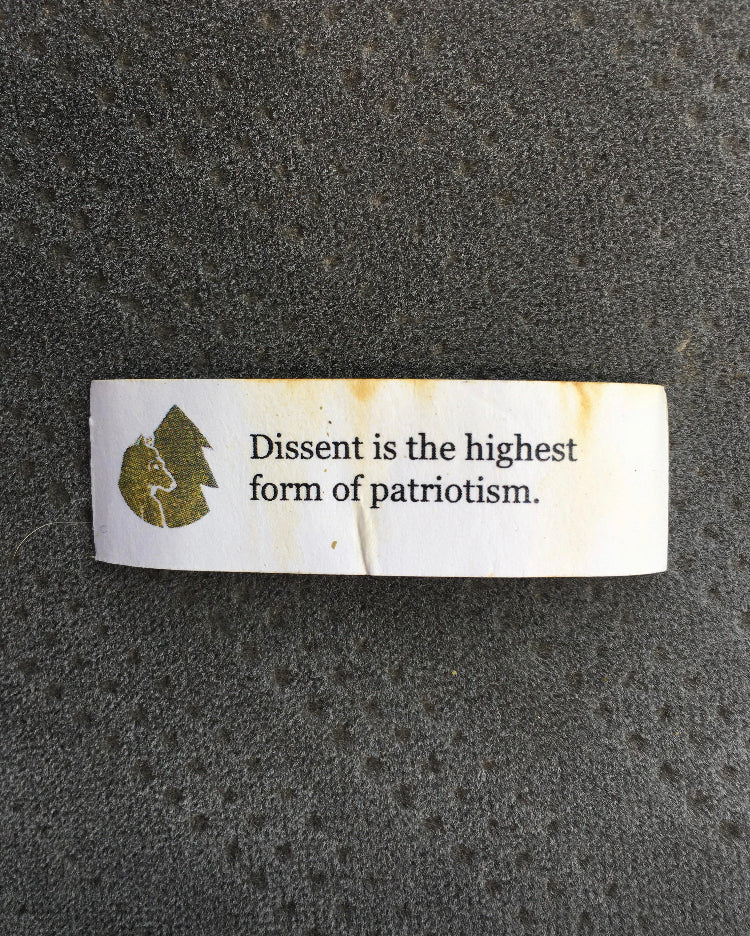 Dissent is the highest
form of patriotism.